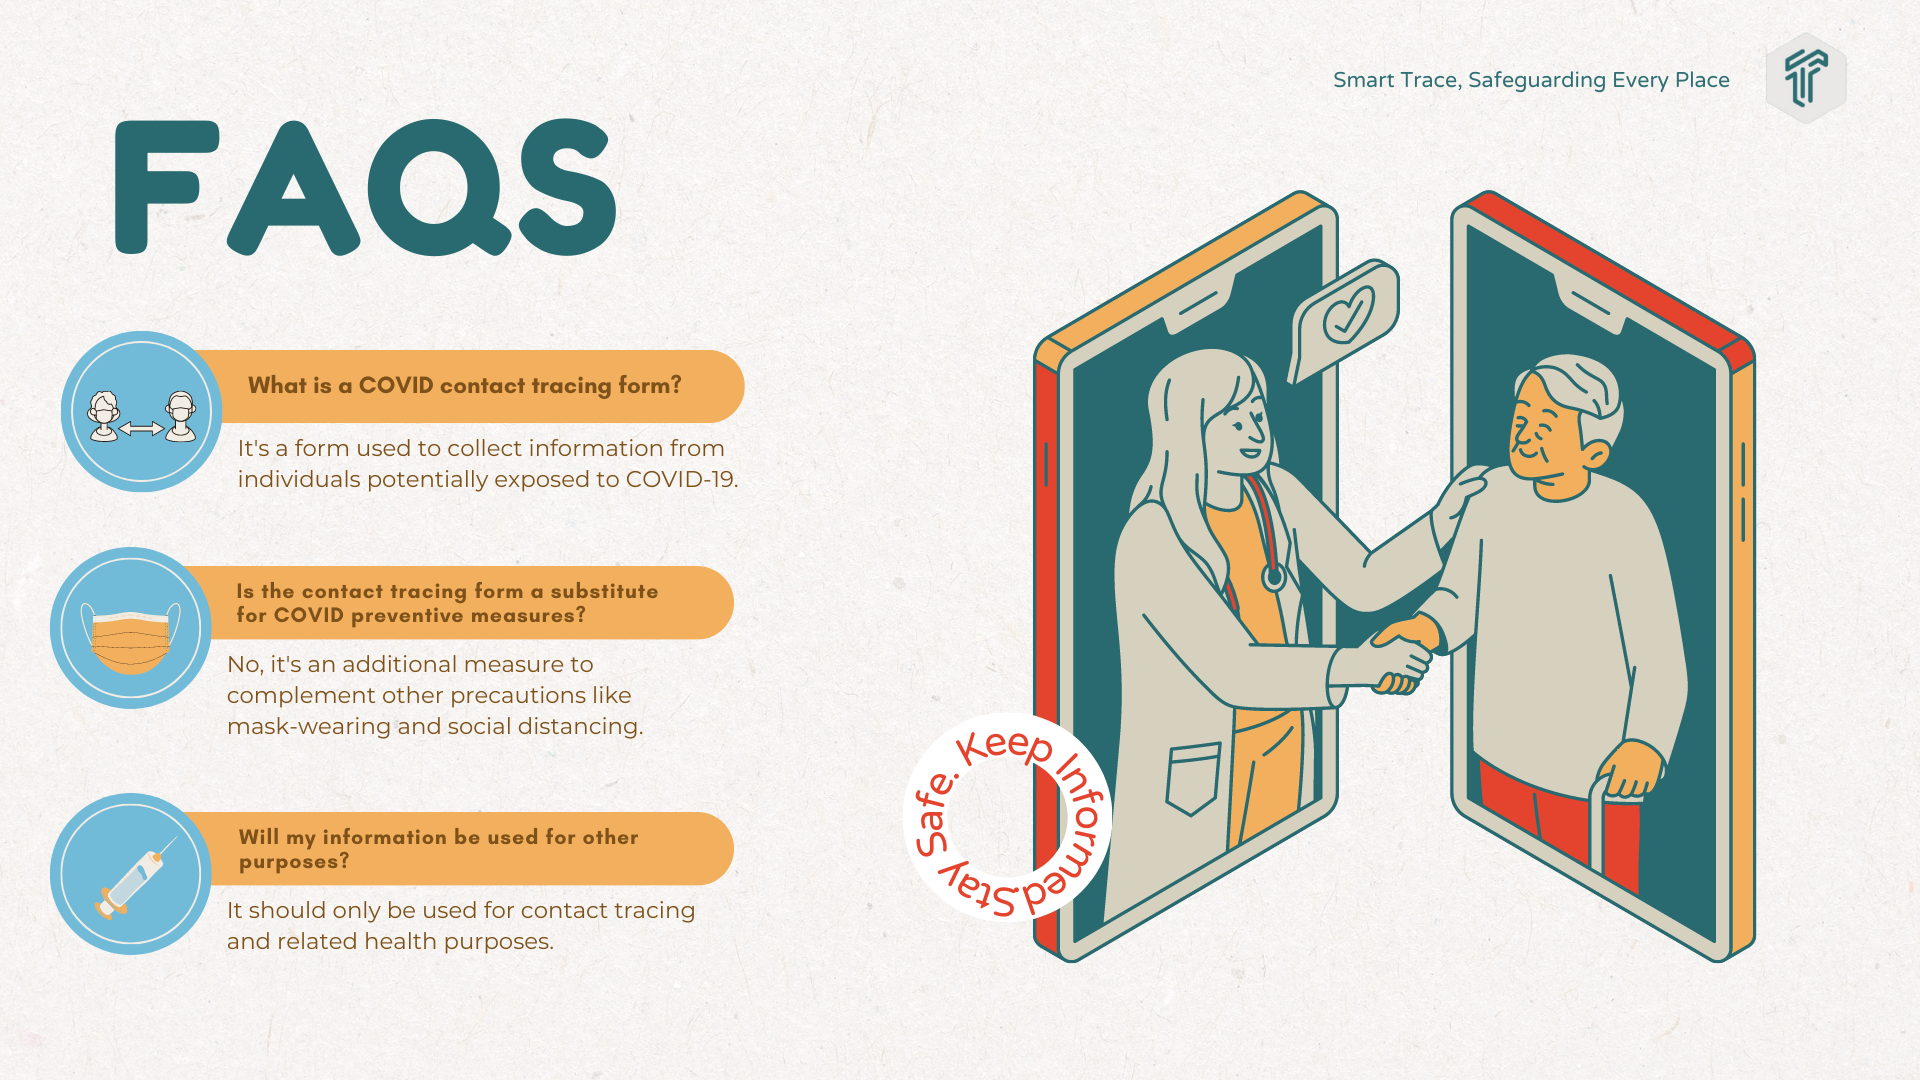 Smart Trace, Safeguarding Every Place
FAQS
What is a COVID contact tracing form?
It's a form used to collect information from
individuals potentially exposed to COVID-19.
Is the contact tracing form a substitute
for COVID preventive measures?
No, it's an additional measure to
complement other precautions like
mask-wearing and social distancing.
Will my information be used for other
purposes?
It should only be used for contact tracing
and related health purposes.
Stay Safe. Keep Informed.